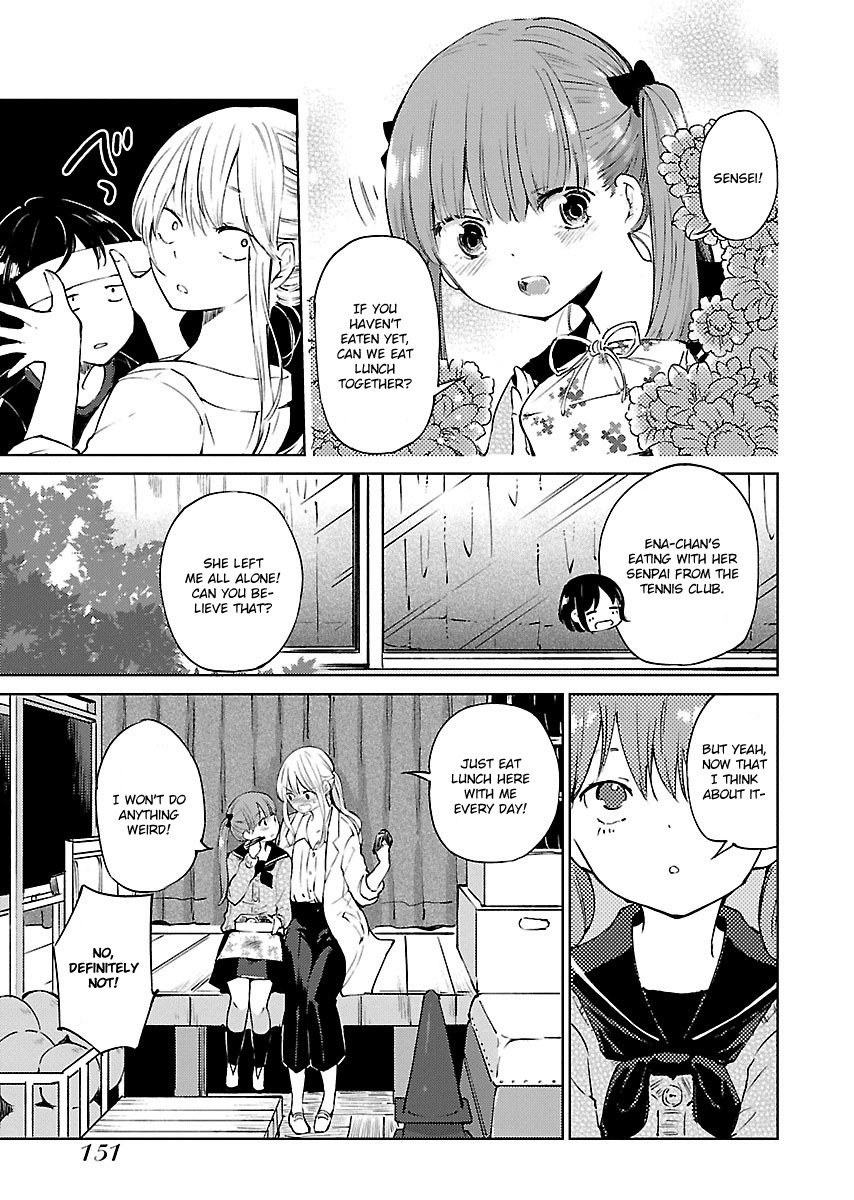 SENSEI!
IF YOU
HAVEN'T
EATEN YET,
CAN WE EAT
LUNCH
TOGETHER?
ENA-CHAN'S
EATING WITH HER
SENPAI FROM THE
TENNIS CLUB.
SHE LEFT
ME ALL ALONE!
CAN YOU BE-
LIEVE THAT?
BUT YEAH,
NOW THAT
I THINK
ABOUT IT-
JUST EAT
LUNCH HERE
WITH ME
EVERY DAY!
I WON'T DO
ANYTHING
WEIRD!
NO,
DEFINITELY
NOT!
151